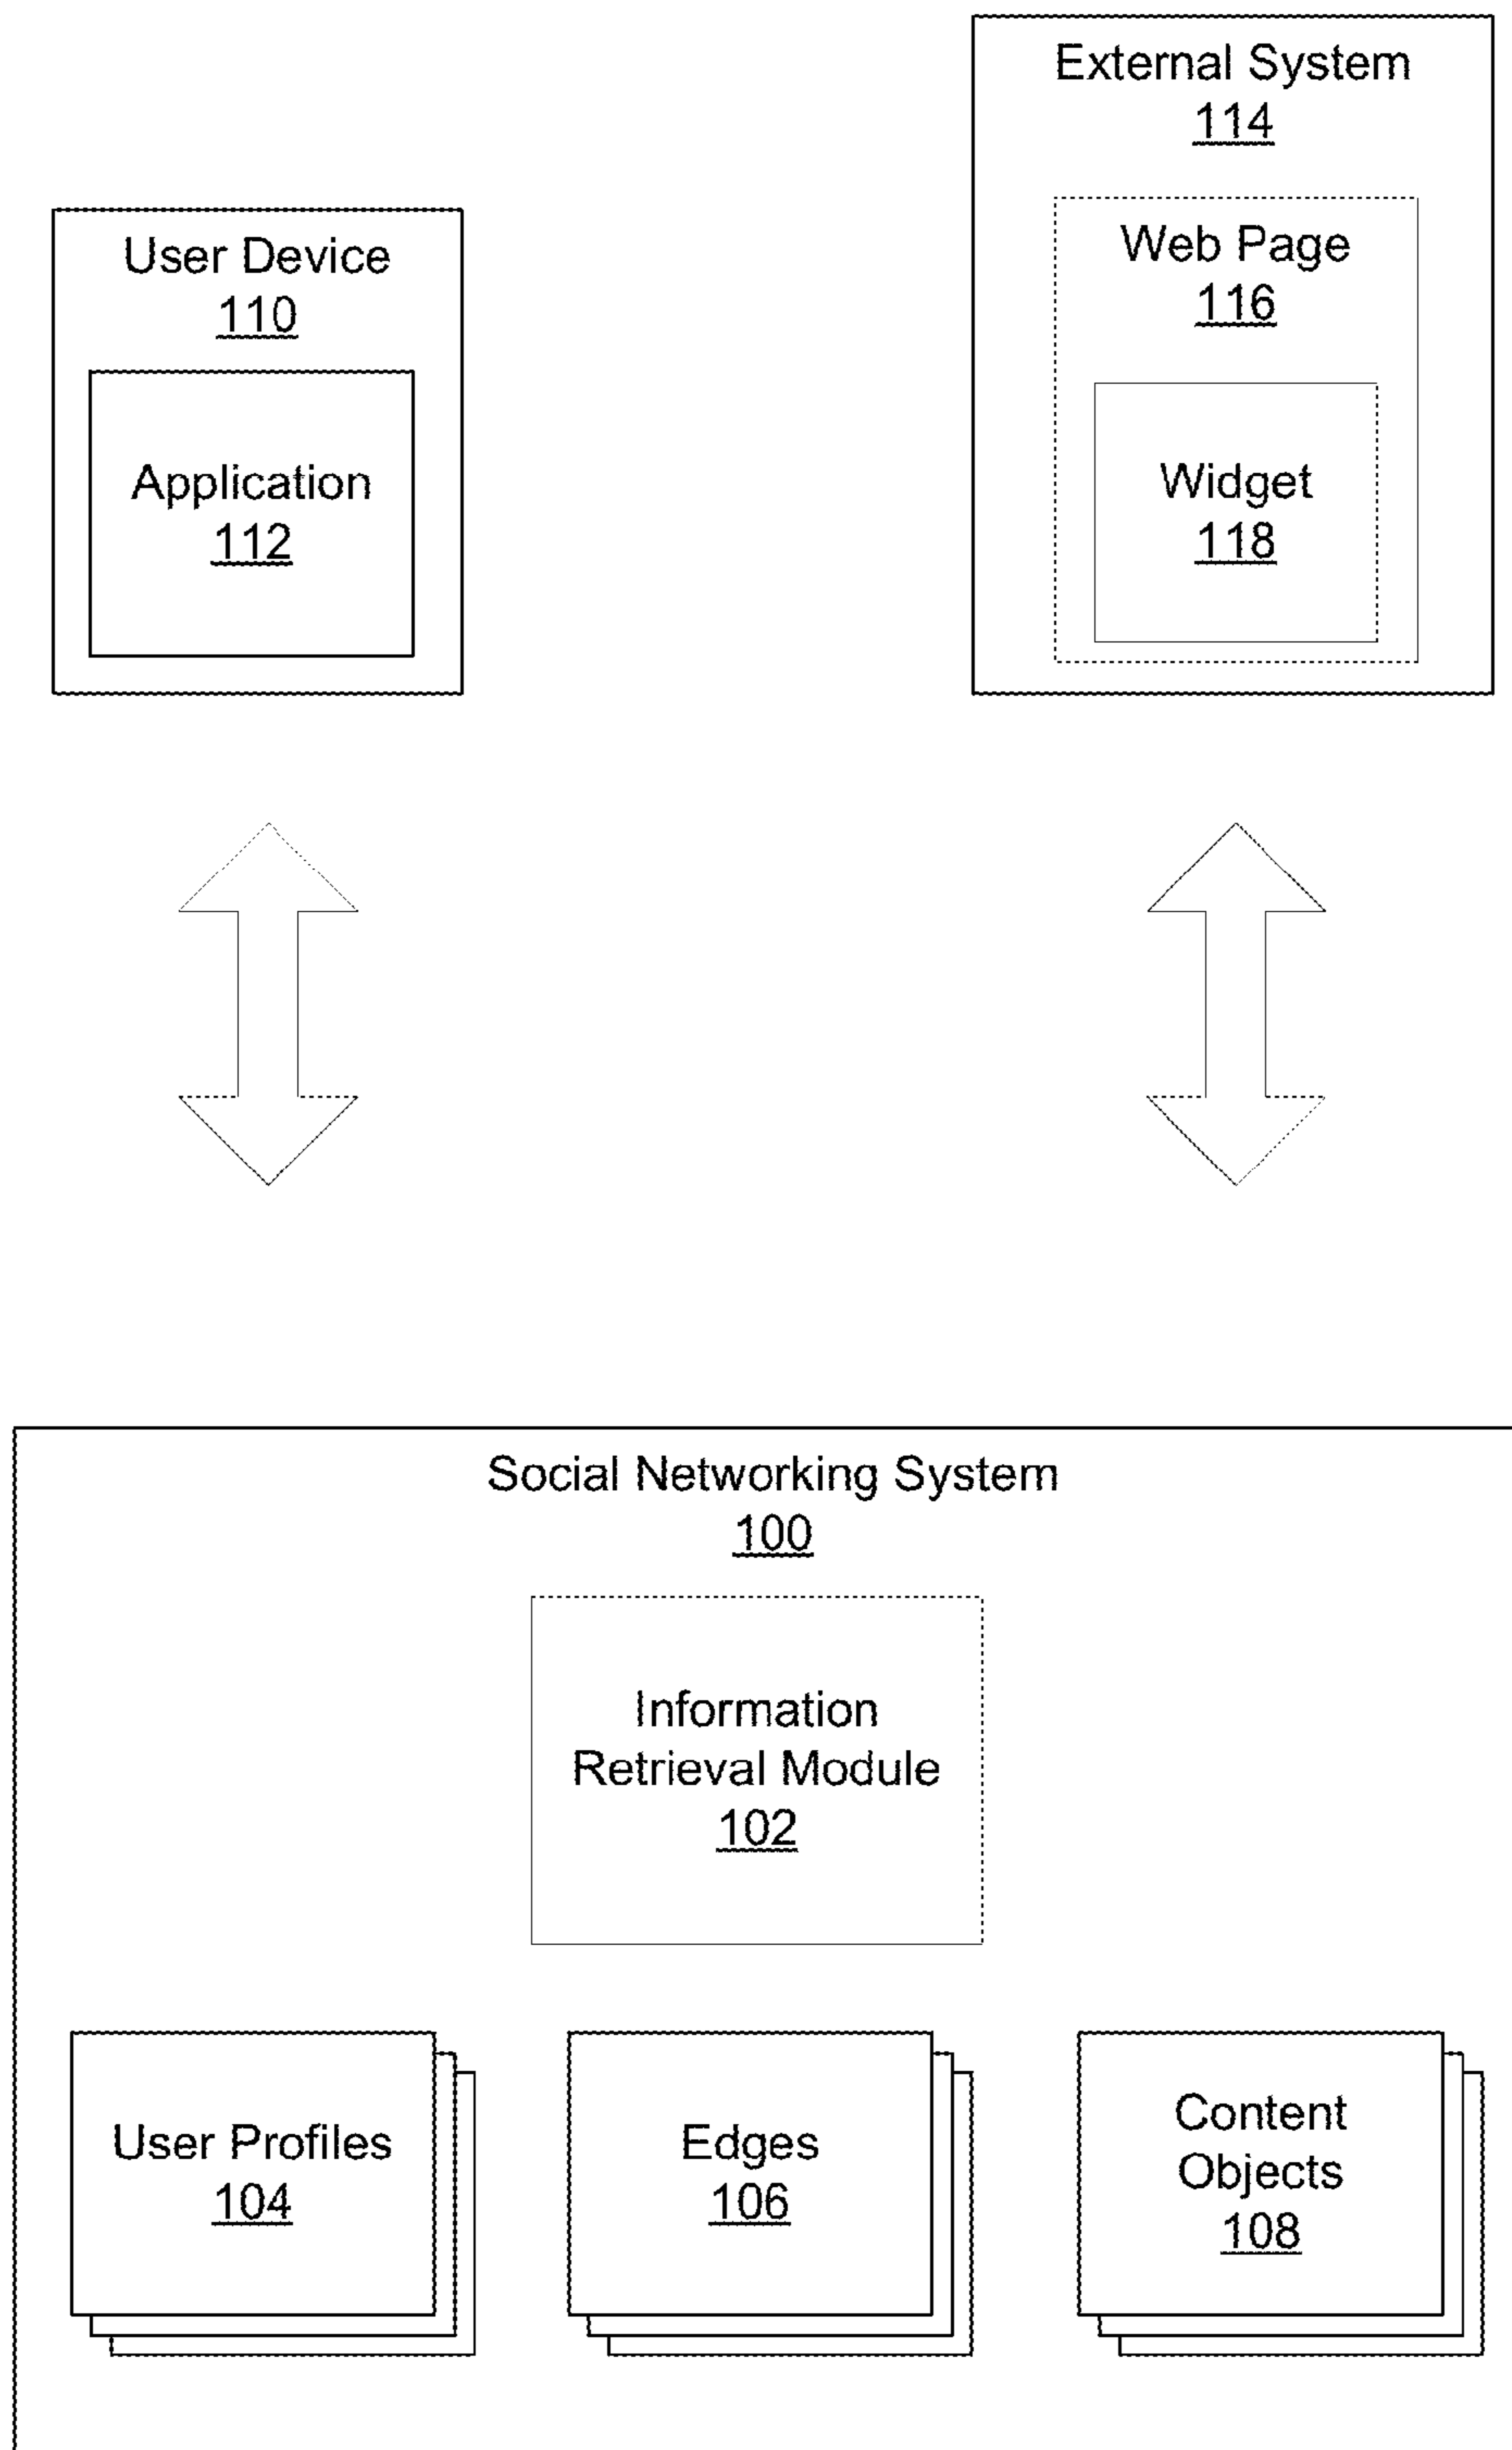 External System
114
User Device
110
Web Page
116
Application
112
Widget
118
Social Networking System
100
Information
Retrieval Module
102
User Profiles
104
Edges
106
Content
Objects
108